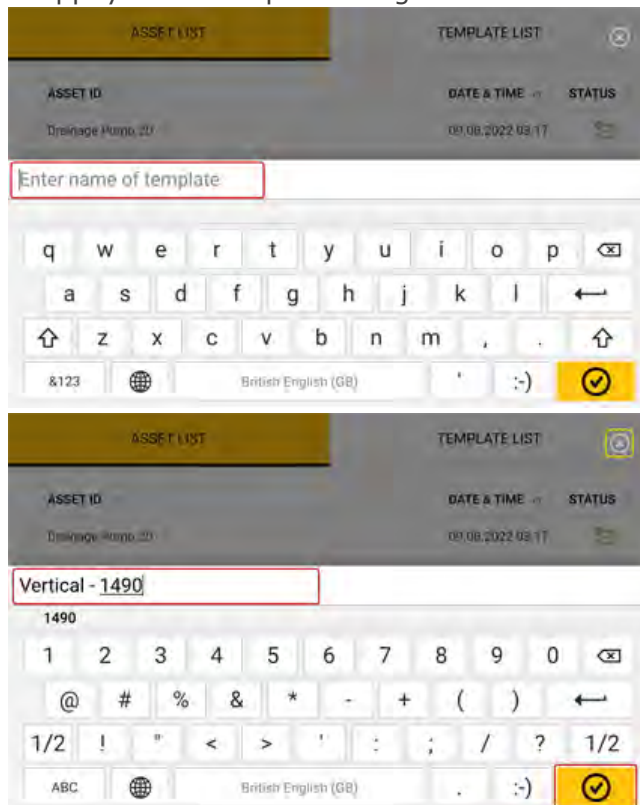 ASSET LIST TEMPLATE LIST
ASSET ID DATE & TIME STATUS
Drainage Pump 20 09.08.2022 08.17
Enter name of template
q w e r t y u i o p
a s d f g h j k l
z x c v b n m , .
&123 British English (GB) ' :-)
ASSET LIST TEMPLATE LIST
ASSET ID DATE & TIME STATUS
Drainage Pump 20 09.08.2022 08.17
Vertical - 1490
1490
1 2 3 4 5 6 7 8 9 0
@ # % & * - + ( )
1/2 ! " < > ' : ; / ? 1/2
ABC British English (GB) . :-)